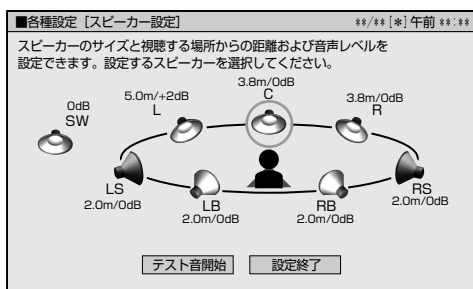 ■各種設定 [スピーカー設定] **/** [*] 午前 **:**
スピーカーのサイズと視聴する場所からの距離および音声レベルを
設定できます。設定するスピーカーを選択してください。
0dB
SW
5.0m/+2dB
L
3.8m/0dB
C
3.8m/0dB
R
LS
2.0m/0dB
LB
2.0m/0dB
RB
2.0m/0dB
RS
2.0m/0dB
テスト音開始 設定終了